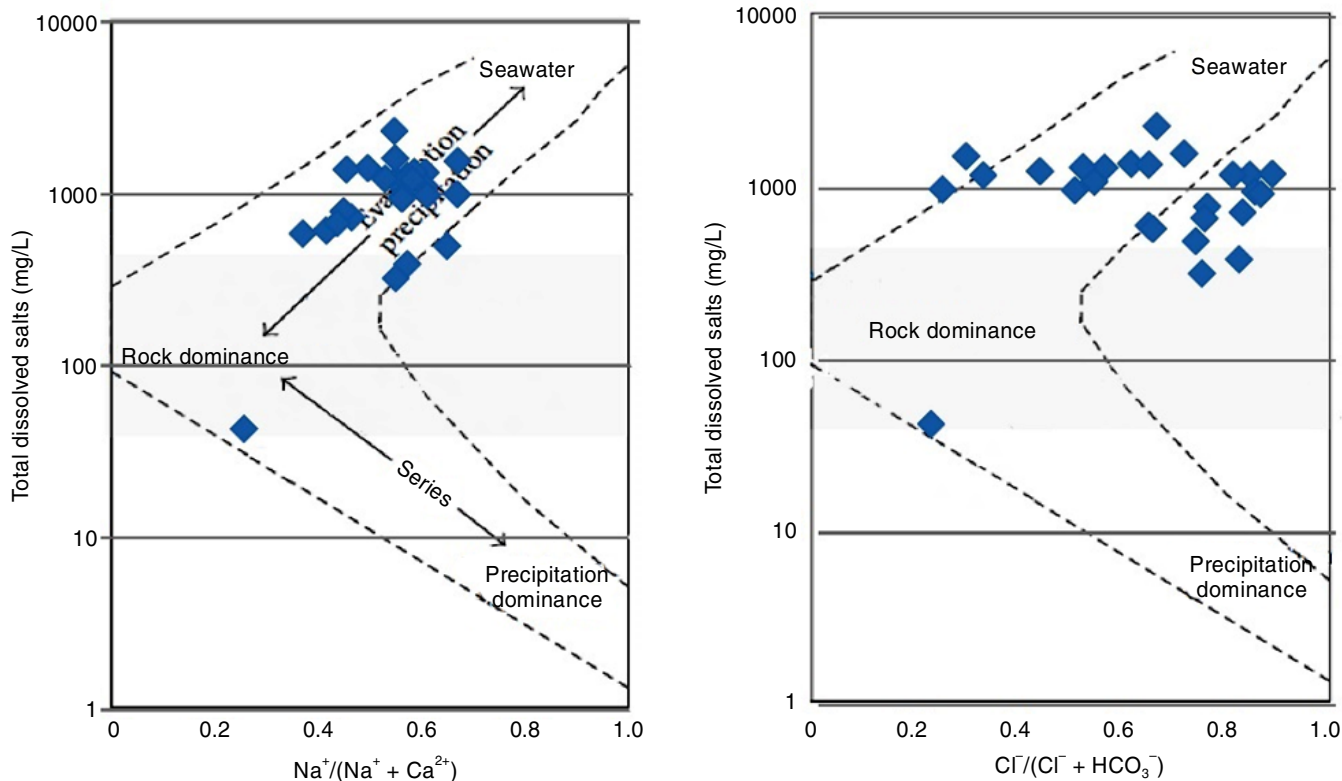 10000
1000
100
10
1
Total dissolved salts (mg/L)
Seawater
Evaporation
precipitation
Rock dominance
Series
Precipitation
dominance
0
0.2
0.4
0.6
0.8
1.0
Na⁺/(Na⁺ + Ca²⁺)
10000
1000
100
10
1
Total dissolved salts (mg/L)
Seawater
Rock dominance
Precipitation
dominance
0
0.2
0.4
0.6
0.8
1.0
Cl⁻/(Cl⁻ + HCO₃⁻)